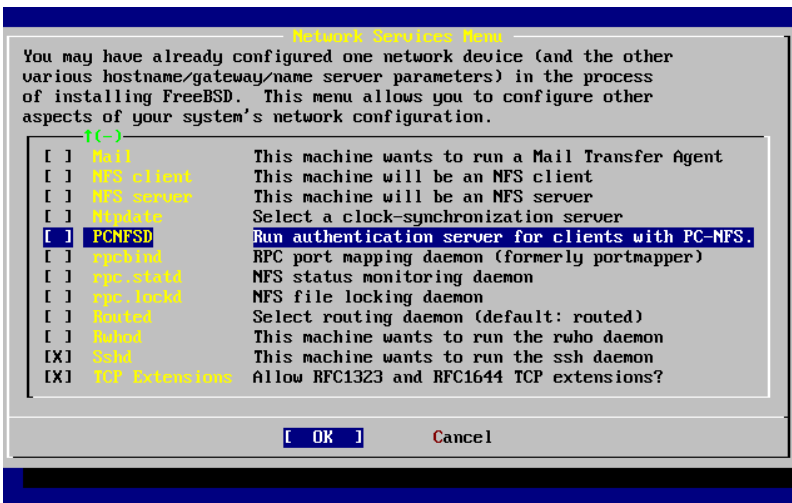 Network Services Menu
You may have already configured one network device (and the other
various hostname/gateway/name server parameters) in the process
of installing FreeBSD.  This menu allows you to configure other
aspects of your system's network configuration.
↑(-)
[ ] Mail This machine wants to run a Mail Transfer Agent
[ ] NFS client This machine will be an NFS client
[ ] NFS server This machine will be an NFS server
[ ] Ntpdate Select a clock-synchronization server
[ ] PCNFSD Run authentication server for clients with PC-NFS.
[ ] rpcbind RPC port mapping daemon (formerly portmapper)
[ ] rpc.statd NFS status monitoring daemon
[ ] rpc.lockd NFS file locking daemon
[ ] Routed Select routing daemon (default: routed)
[ ] Rwhod This machine wants to run the rwho daemon
[X] Sshd This machine wants to run the ssh daemon
[X] TCP Extensions Allow RFC1323 and RFC1644 TCP extensions?
[ OK ] Cancel